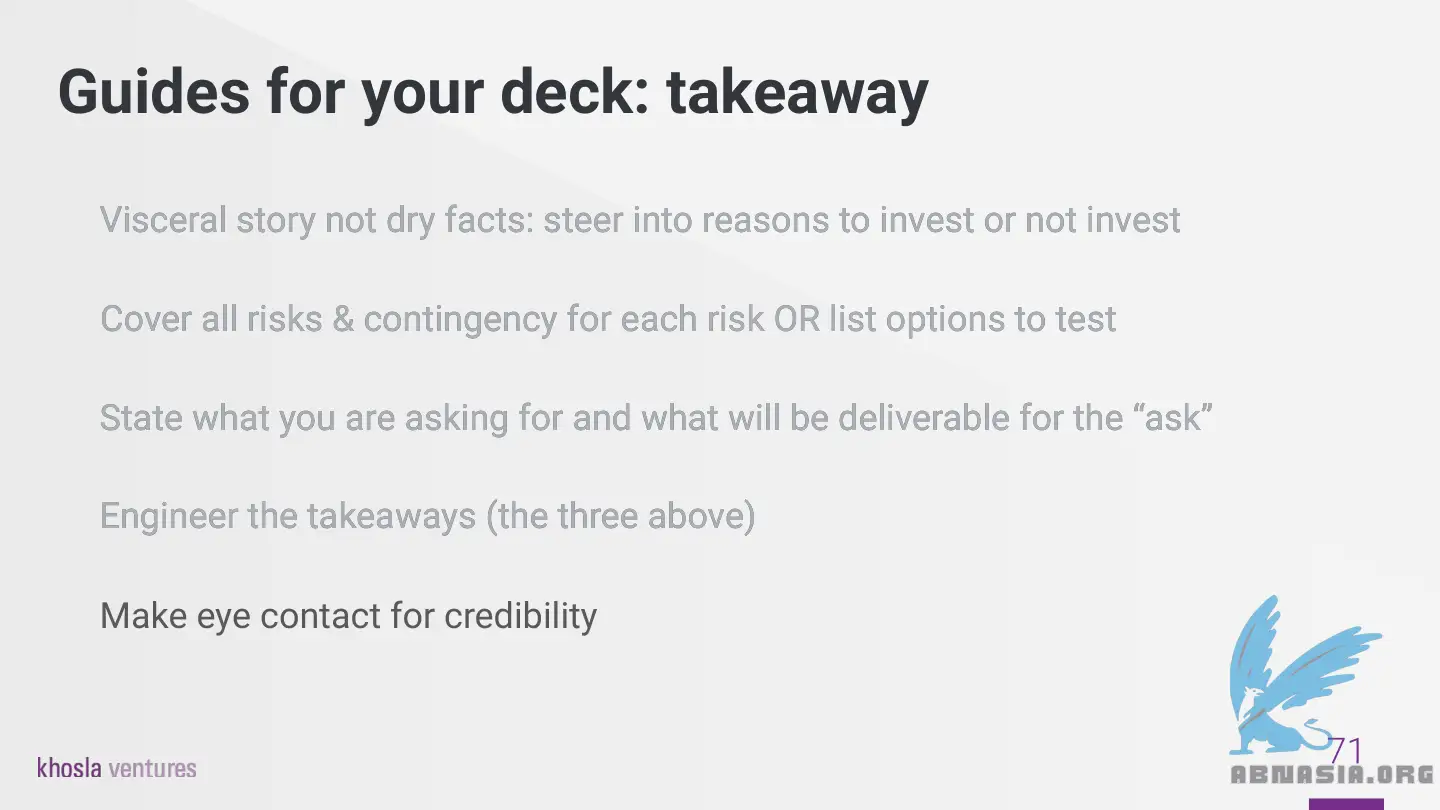 Guides for your deck: takeaway
Visceral story not dry facts: steer into reasons to invest or not invest
Cover all risks & contingency for each risk OR list options to test
State what you are asking for and what will be deliverable for the “ask”
Engineer the takeaways (the three above)
Make eye contact for credibility
khosla ventures
71
ABNASIA.ORG